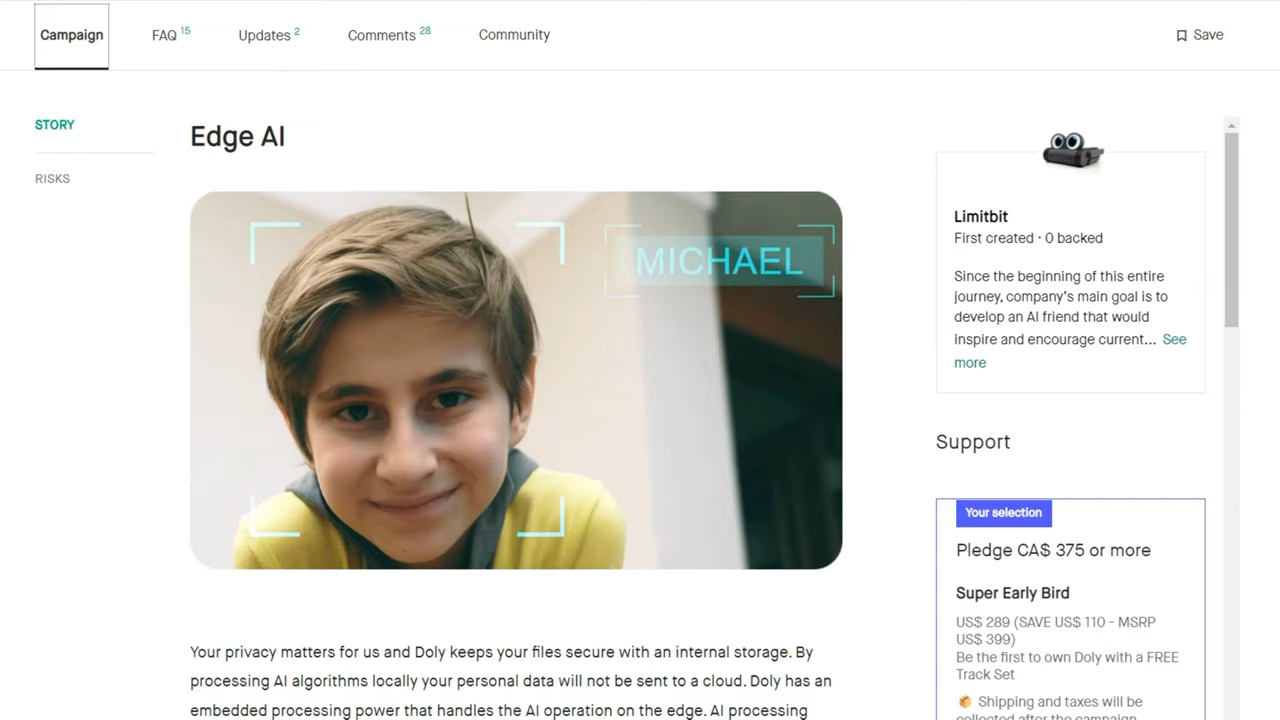 Campaign
FAQ 15
Updates 2
Comments 28
Community
Save
STORY
RISKS
Edge AI
MICHAEL
Your privacy matters for us and Doly keeps your files secure with an internal storage. By
processing AI algorithms locally your personal data will not be sent to a cloud. Doly has an
embedded processing power that handles the AI operation on the edge. AI processing
Limitbit
First created · 0 backed
Since the beginning of this entire
journey, company's main goal is to
develop an AI friend that would
inspire and encourage current... See
more
Support
Your selection
Pledge CA$ 375 or more
Super Early Bird
US$ 289 (SAVE US$ 110 - MSRP
US$ 399)
Be the first to own Doly with a FREE
Track Set
Shipping and taxes will be
collected after the campaign